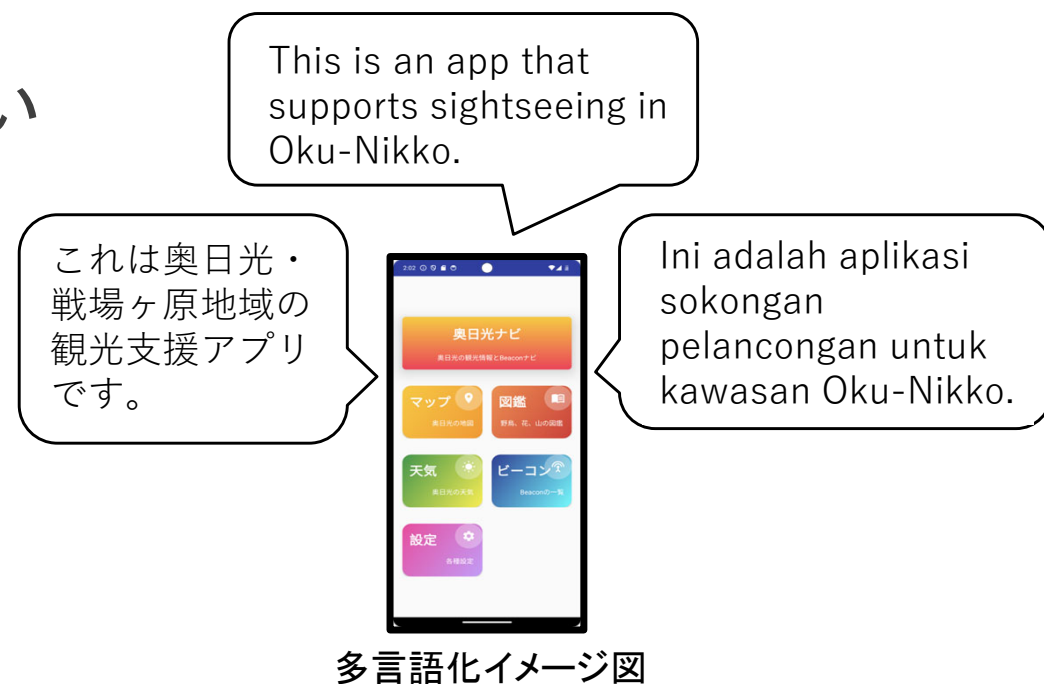 い
This is an app that
supports sightseeing in
Oku-Nikko.
これは奥日光・
戦場ヶ原地域の
観光支援アプリ
です。
Ini adalah aplikasi
sokongan
pelancongan untuk
kawasan Oku-Nikko.
2:02
奥日光ナビ
奥日光の観光情報とBeaconナビ
マップ
奥日光の地図
図鑑
野鳥、花、山の図鑑
天気
奥日光の天気
ビーコン
Beaconの一覧
設定
各種設定
多言語化イメージ図